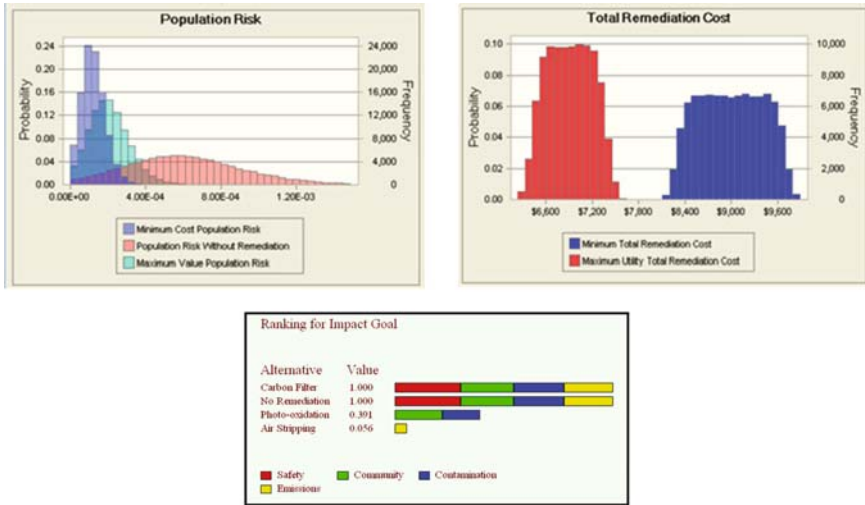 Population Risk
0.24
0.20
0.16
0.12
0.08
0.04
0.00
Probability
24,000
20,000
16,000
12,000
8,000
4,000
0
Frequency
0.00E+00 4.00E-04 8.00E-04 1.20E-03
Minimum Cost Population Risk
Population Risk Without Remediation
Maximum Value Population Risk
Total Remediation Cost
0.10
0.08
0.06
0.04
0.02
0.00
Probability
10,000
8,000
6,000
4,000
2,000
0
Frequency
$6,600 $7,200 $7,800 $8,400 $9,000 $9,600
Minimum Total Remediation Cost
Maximum Utility Total Remediation Cost
Ranking for Impact Goal
Alternative Value
Carbon Filter 1.000
No Remediation 1.000
Photo-oxidation 0.391
Air Stripping 0.056
Safety Community Contamination
Emissions